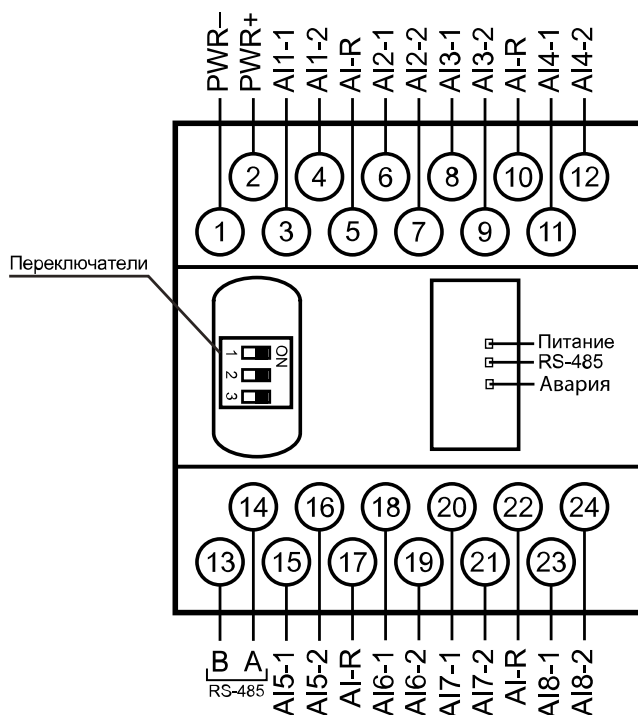 PWR–
PWR+
AI1-1
AI1-2
AI-R
AI2-1
AI2-2
AI3-1
AI3-2
AI-R
AI4-1
AI4-2
2
4
6
8
10
12
1
3
5
7
9
11
Переключатели
ON
1
2
3
Питание
RS-485
Авария
14
16
18
20
22
24
13
15
17
19
21
23
B A
RS-485
AI5-1
AI5-2
AI-R
AI6-1
AI6-2
AI7-1
AI7-2
AI-R
AI8-1
AI8-2